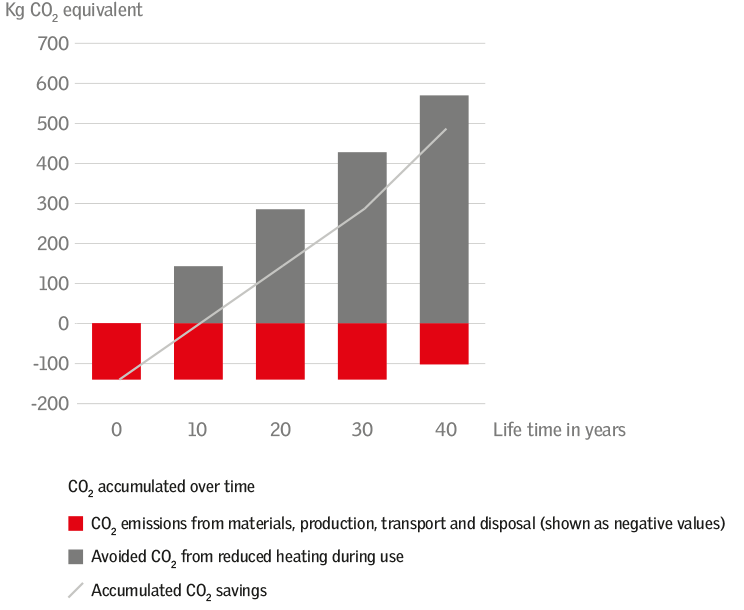 Kg CO₂ equivalent
700
600
500
400
300
200
100
0
-100
-200
0 10 20 30 40 Life time in years
CO₂ accumulated over time
CO₂ emissions from materials, production, transport and disposal (shown as negative values)
Avoided CO₂ from reduced heating during use
Accumulated CO₂ savings